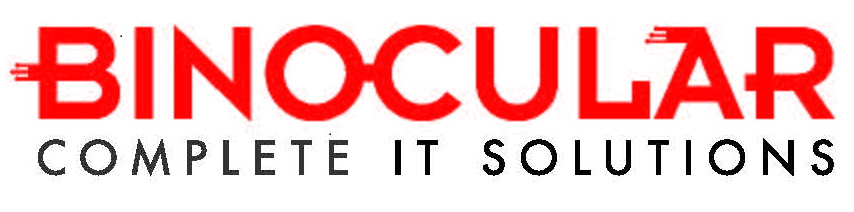 BINOCULAR
COMPLETE IT SOLUTIONS